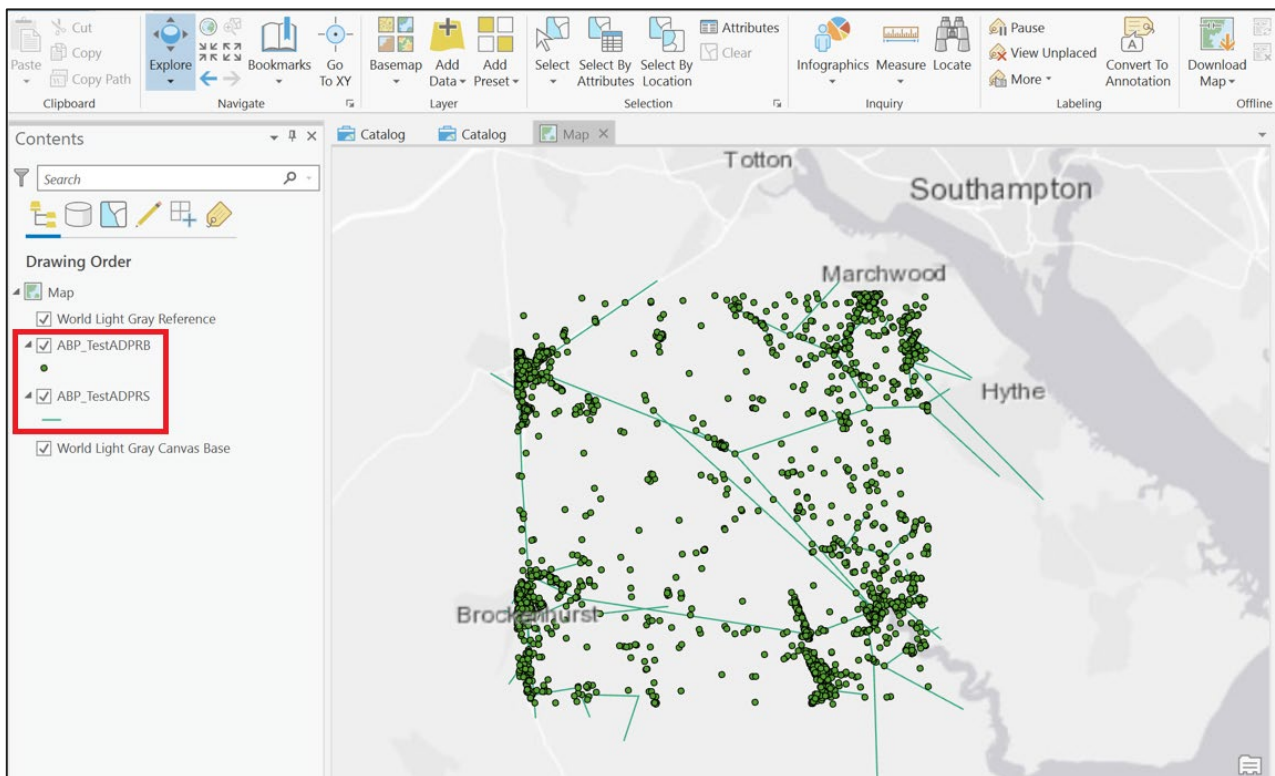 Cut
Copy
Copy Path
Paste
Clipboard
Explore
Bookmarks
Go
To XY
Navigate
Basemap
Add
Data
Add
Preset
Layer
Select
Select By
Attributes
Select By
Location
Attributes
Clear
Selection
Infographics
Measure
Locate
Inquiry
Pause
View Unplaced
More
Convert To
Annotation
Labeling
Download
Map
Offline
Contents
Search
Drawing Order
Map
World Light Gray Reference
ABP_TestADPRB
ABP_TestADPRS
World Light Gray Canvas Base
Catalog
Catalog
Map
Totton
Southampton
Marchwood
Hythe
Brockenhurst